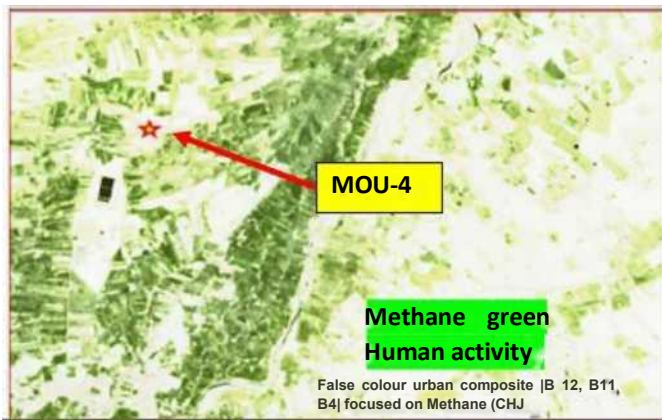 MOU-4
Methane green
Human activity
False colour urban composite |B 12, B11,
B4| focused on Methane (CHJ